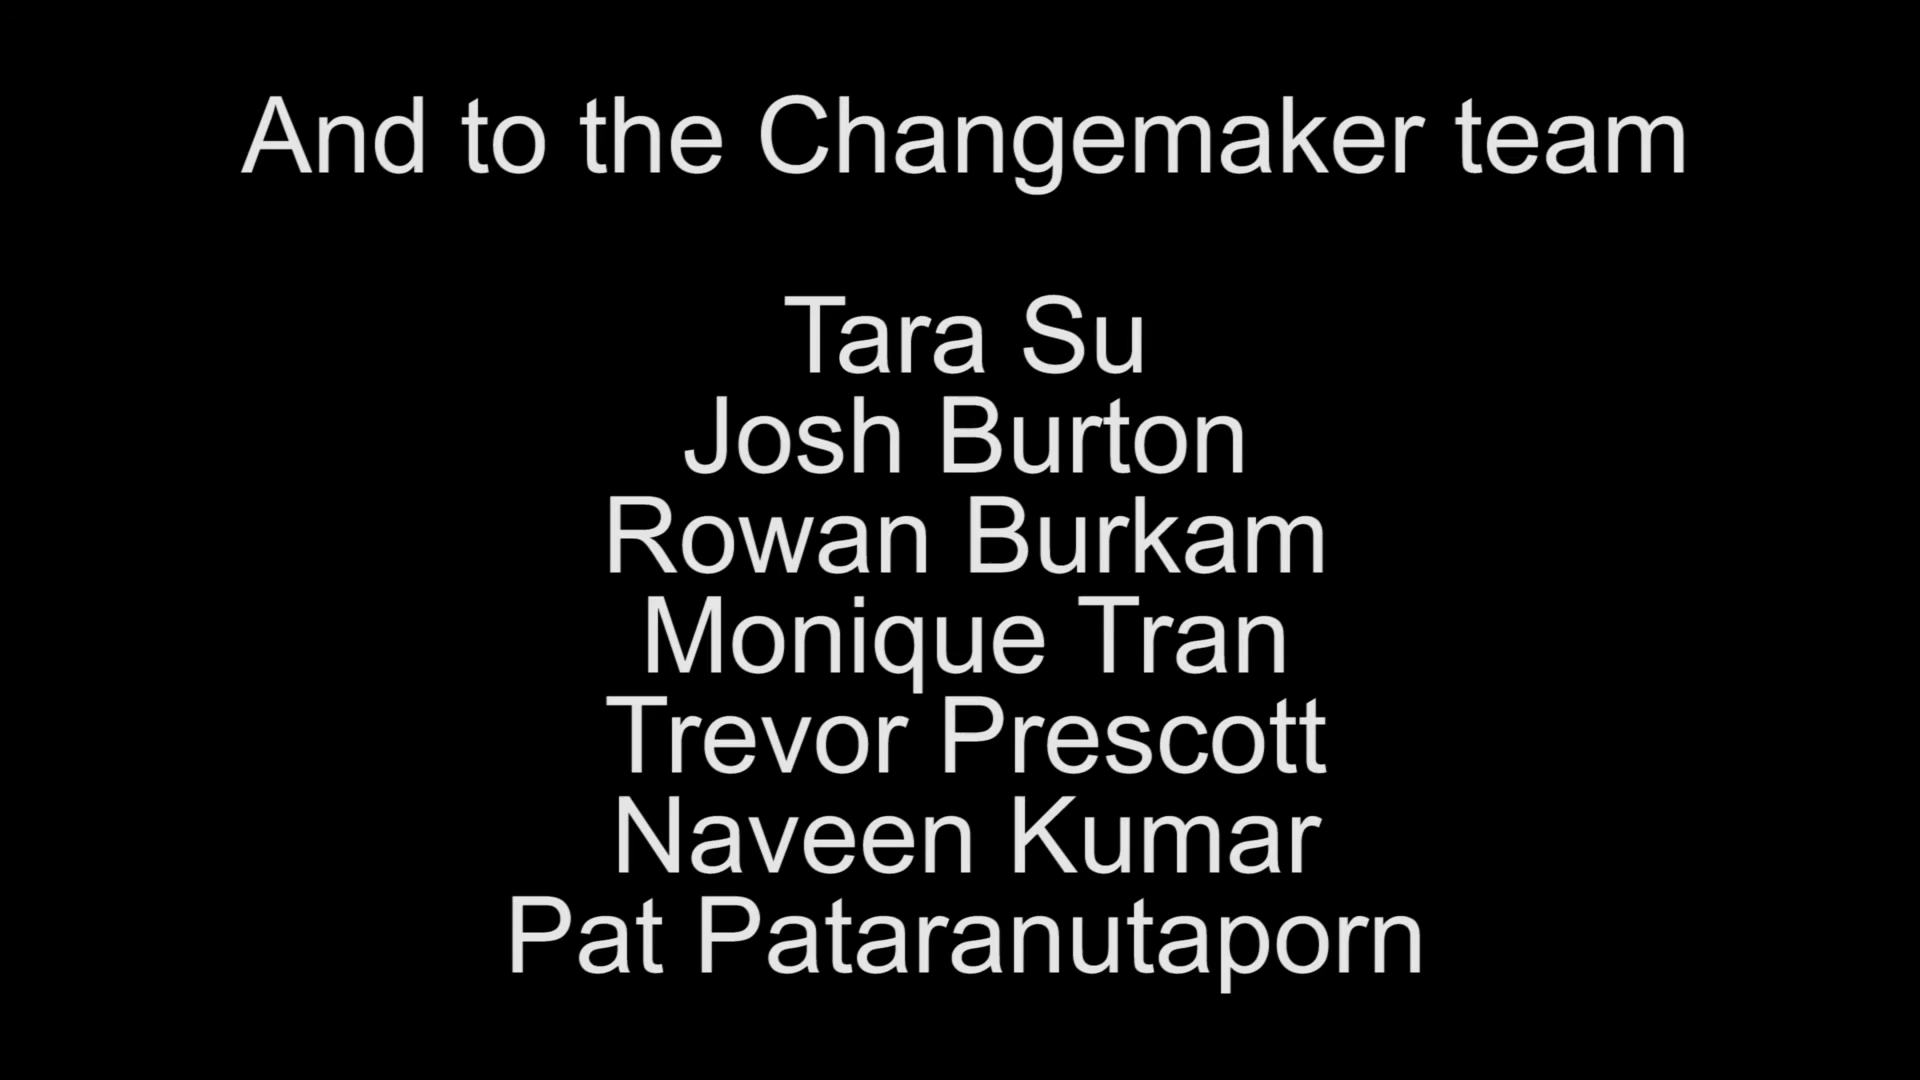 And to the Changemaker team
Tara Su
Josh Burton
Rowan Burkam
Monique Tran
Trevor Prescott
Naveen Kumar
Pat Pataranutaporn